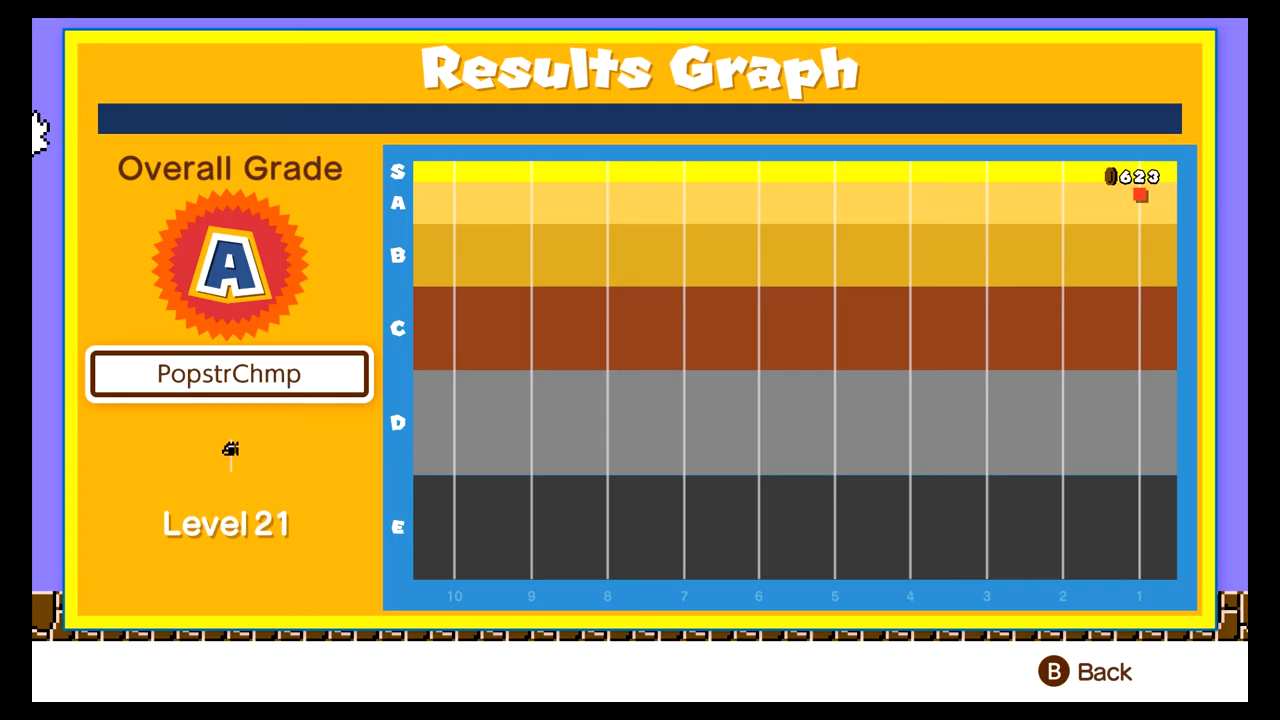 Results Graph
Overall Grade
A
PopstrChmp
Level 21
S
A
B
C
D
E
623
10 9 8 7 6 5 4 3 2 1
B Back